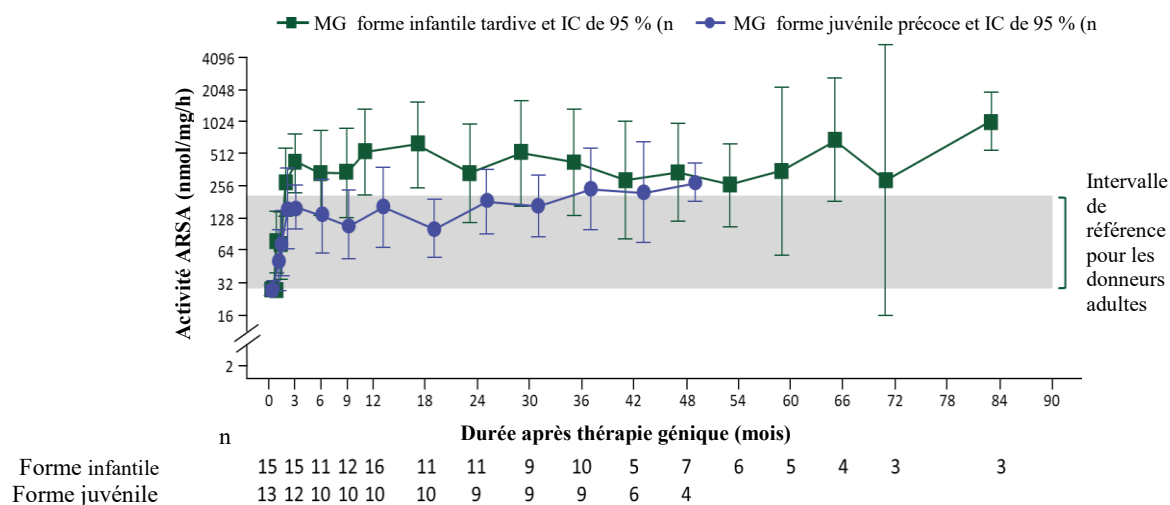 MG forme infantile tardive et IC de 95 % (n
MG forme juvénile précoce et IC de 95 % (n
Activité ARSA (nmol/mg/h)
4096
2048
1024
512
256
128
64
32
16
2
Intervalle
de
référence
pour les
donneurs
adultes
0 3 6 9 12 18 24 30 36 42 48 54 60 66 72 78 84 90
n
Durée après thérapie génique (mois)
Forme infantile 15 15 11 12 16 11 11 9 10 5 7 6 5 4 3 3
Forme juvénile 13 12 10 10 10 10 9 9 9 6 4